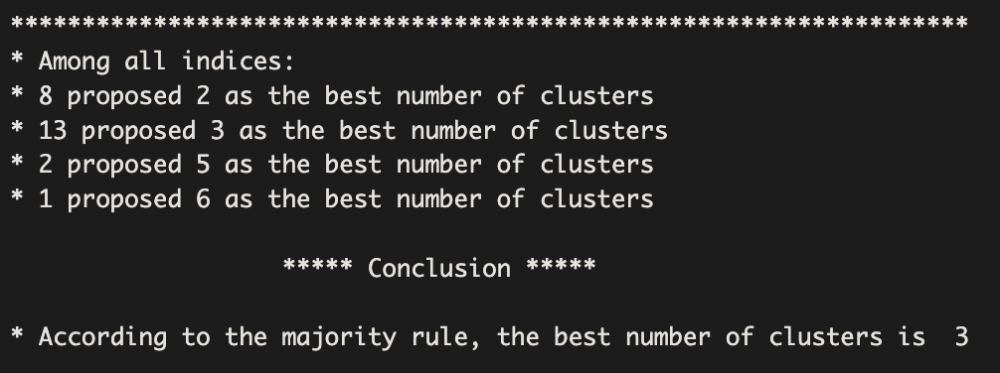 *******************************************************************
* Among all indices:
* 8 proposed 2 as the best number of clusters
* 13 proposed 3 as the best number of clusters
* 2 proposed 5 as the best number of clusters
* 1 proposed 6 as the best number of clusters
***** Conclusion *****
* According to the majority rule, the best number of clusters is  3